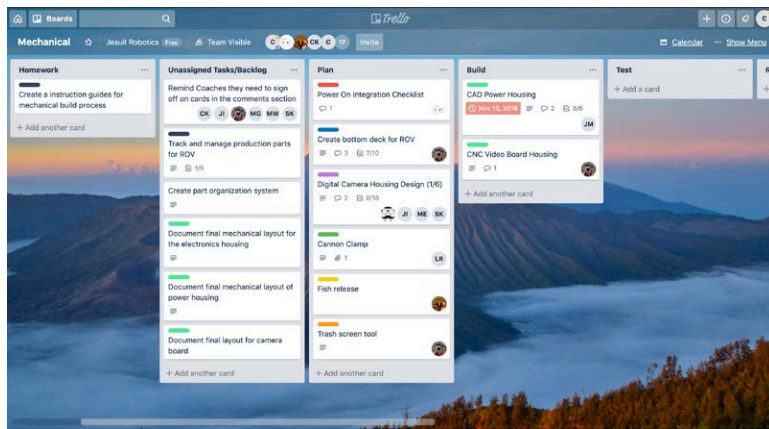 Boards
Trello
C
Mechanical
Jesuit Robotics Free
Team Visible
C
CK
C
17
Invite
Calendar
Show Menu
Homework
Create a instruction guides for
mechanical build process
+ Add another card
Unassigned Tasks/Backlog
Remind Coaches they need to sign
off on cards in the comments section
CK JI MG MW SK
Track and manage production parts
for ROV
1/5
Create part organization system
Document final mechanical layout for
the electronics housing
Document final mechanical layout of
power housing
Document final layout for camera
board
+ Add another card
Plan
Power On Integration Checklist
1
Create bottom deck for ROV
3 7/10
Digital Camera Housing Design (1/6)
2 0/15
JI ME SK
Cannon Clamp
1
LR
Fish release
Trash screen tool
+ Add another card
Build
CAD Power Housing
Nov 13, 2018 2 5/6
JM
CNC Video Board Housing
1
+ Add another card
Test
+ Add a card